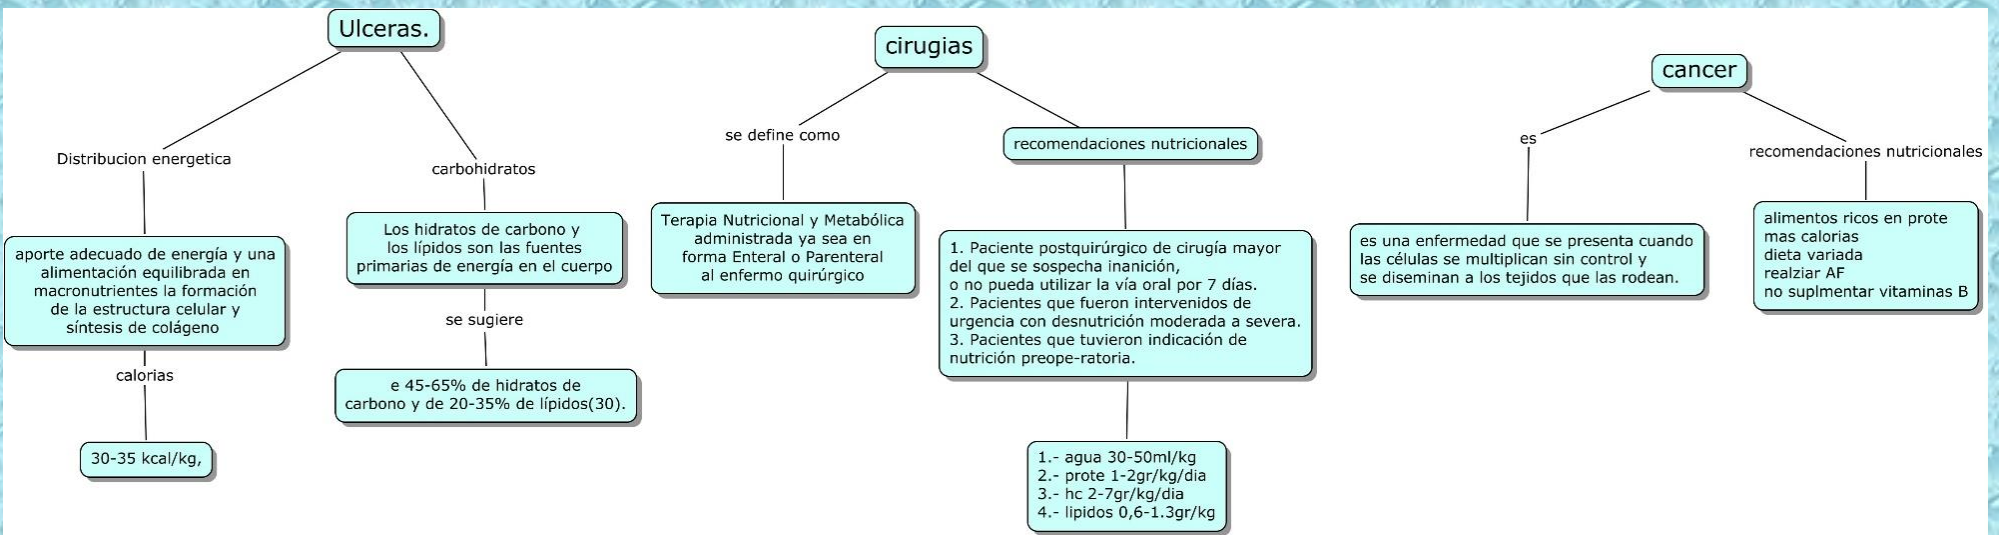 Ulceras.
Distribucion energetica
aporte adecuado de energía y una
alimentación equilibrada en
macronutrientes la formación
de la estructura celular y
síntesis de colágeno
calorias
30-35 kcal/kg,
carbohidratos
Los hidratos de carbono y
los lípidos son las fuentes
primarias de energía en el cuerpo
se sugiere
e 45-65% de hidratos de
carbono y de 20-35% de lípidos(30).
cirugias
se define como
Terapia Nutricional y Metabólica
administrada ya sea en
forma Enteral o Parenteral
al enfermo quirúrgico
recomendaciones nutricionales
1. Paciente postquirúrgico de cirugía mayor
del que se sospecha inanición,
o no pueda utilizar la vía oral por 7 días.
2. Pacientes que fueron intervenidos de
urgencia con desnutrición moderada a severa.
3. Pacientes que tuvieron indicación de
nutrición preope-ratoria.
1.- agua 30-50ml/kg
2.- prote 1-2gr/kg/dia
3.- hc 2-7gr/kg/dia
4.- lipidos 0,6-1.3gr/kg
cancer
es
es una enfermedad que se presenta cuando
las células se multiplican sin control y
se diseminan a los tejidos que las rodean.
recomendaciones nutricionales
alimentos ricos en prote
mas calorias
dieta variada
realziar AF
no suplmentar vitaminas B